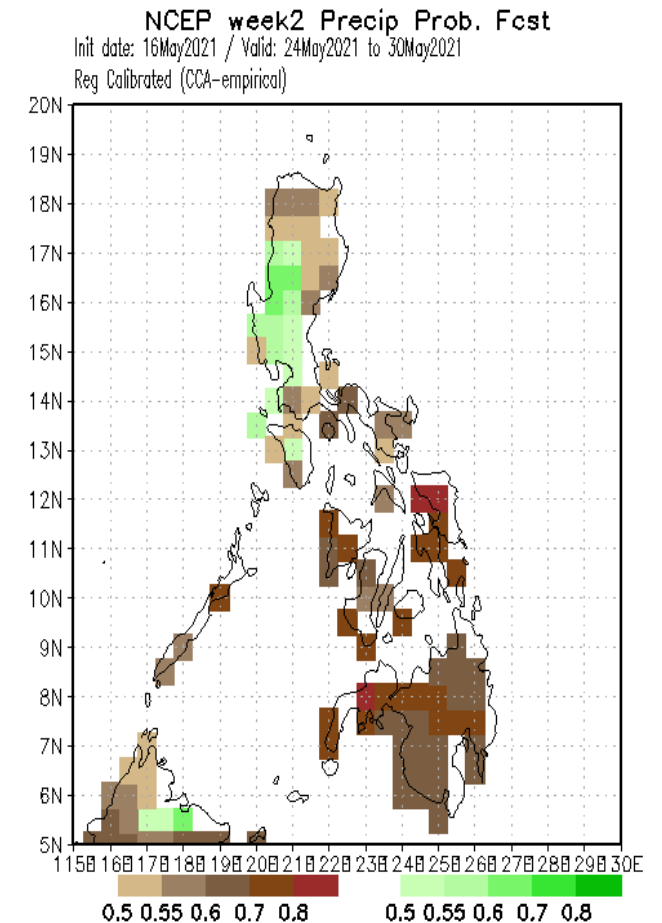 NCEP week2 Precip Prob. Fcst
Init date: 16May2021 / Valid: 24May2021 to 30May2021
Reg Calibrated (CCA-empirical)
20N
19N
18N
17N
16N
15N
14N
13N
12N
11N
10N
9N
8N
7N
6N
5N
115E 116E 117E 118E 119E 120E 121E 122E 123E 124E 125E 126E 127E 128E 129E 130E
0.5 0.55 0.6 0.7 0.8 0.5 0.55 0.6 0.7 0.8